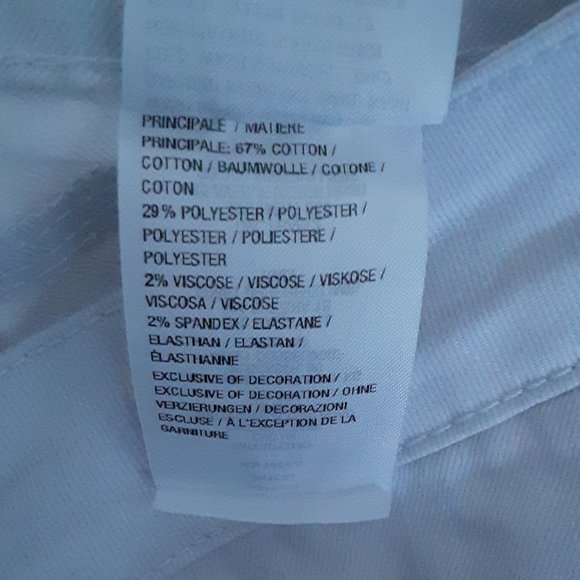 PRINCIPALE / MATIERE
PRINCIPALE: 67% COTTON /
COTTON / BAUMWOLLE / COTONE /
COTON
29% POLYESTER / POLYESTER /
POLYESTER / POLIESTERE /
POLYESTER
2% VISCOSE / VISCOSE / VISKOSE /
VISCOSA / VISCOSE
2% SPANDEX / ELASTANE /
ELASTHAN / ELASTAN /
ÉLASTHANNE
EXCLUSIVE OF DECORATION /
EXCLUSIVE OF DECORATION / OHNE
VERZIERUNGEN / DECORAZIONI
ESCLUSE / À L'EXCEPTION DE LA
GARNITURE